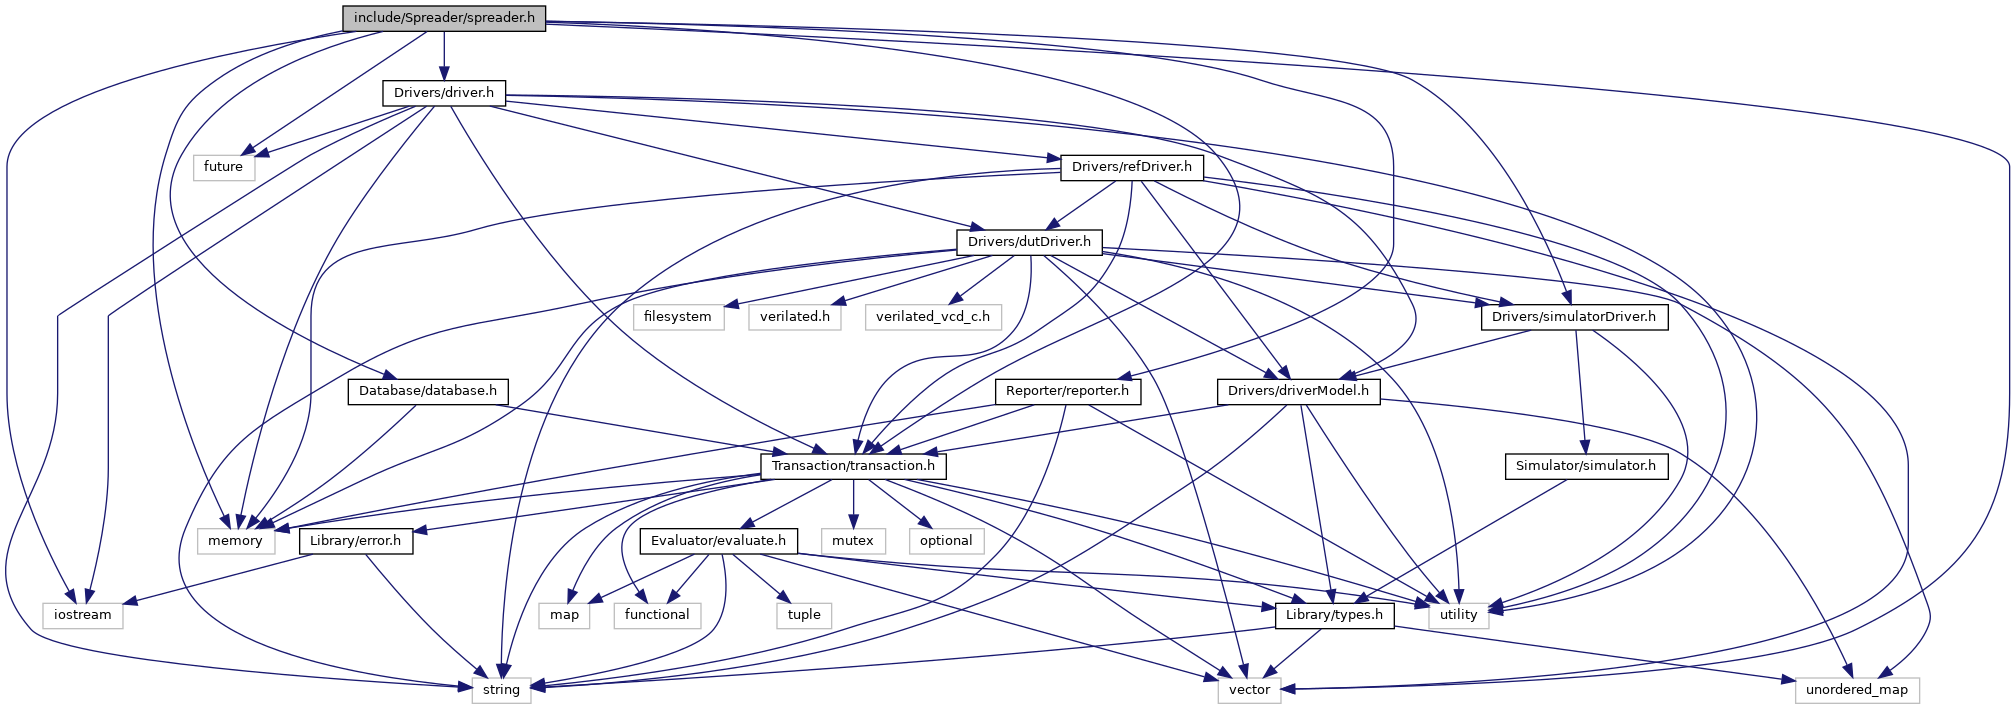 include/Spreader/spreader.h
Drivers/driver.h
future
Drivers/refDriver.h
Drivers/dutDriver.h
filesystem
verilated.h
verilated_vcd_c.h
Drivers/simulatorDriver.h
Database/database.h
Reporter/reporter.h
Drivers/driverModel.h
Transaction/transaction.h
Simulator/simulator.h
memory
Library/error.h
Evaluator/evaluate.h
mutex
optional
iostream
map
functional
tuple
Library/types.h
utility
string
vector
unordered_map